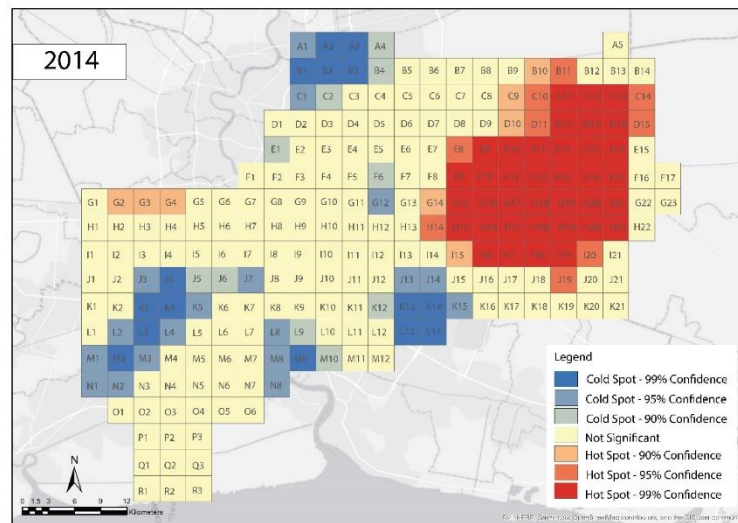 2014
A1 A2 A3 A4 A5
B1 B2 B3 B4 B5 B6 B7 B8 B9 B10 B11 B12 B13 B14
C1 C2 C3 C4 C5 C6 C7 C8 C9 C10 C14
D1 D2 D3 D4 D5 D6 D7 D8 D9 D10 D11 D15
E1 E2 E3 E4 E5 E6 E7 E8 E15
F1 F2 F3 F4 F5 F6 F7 F8 F16 F17
G1 G2 G3 G4 G5 G6 G7 G8 G9 G10 G11 G12 G13 G14 G22 G23
H1 H2 H3 H4 H5 H6 H7 H8 H9 H10 H11 H12 H13 H14 H22
I1 I2 I3 I4 I5 I6 I7 I8 I9 I10 I11 I12 I13 I14 I15 I20 I21
J1 J2 J3 J4 J5 J6 J7 J8 J9 J10 J11 J12 J13 J14 J15 J16 J17 J18 J19 J20 J21
K1 K2 K3 K4 K5 K6 K7 K8 K9 K10 K11 K12 K13 K14 K15 K16 K17 K18 K19 K20 K21
L1 L2 L3 L4 L5 L6 L7 L8 L9 L10 L11 L12 L13 L14
M1 M2 M3 M4 M5 M6 M7 M8 M9 M10 M11 M12
N1 N2 N3 N4 N5 N6 N7 N8
O1 O2 O3 O4 O5 O6
P1 P2 P3
Q1 Q2 Q3
R1 R2 R3
Legend
Cold Spot - 99% Confidence
Cold Spot - 95% Confidence
Cold Spot - 90% Confidence
Not Significant
Hot Spot - 90% Confidence
Hot Spot - 95% Confidence
Hot Spot - 99% Confidence
N
0 1.5 3 6 9 12
Kilometers
OpenStreetMap contributors, and the GIS user